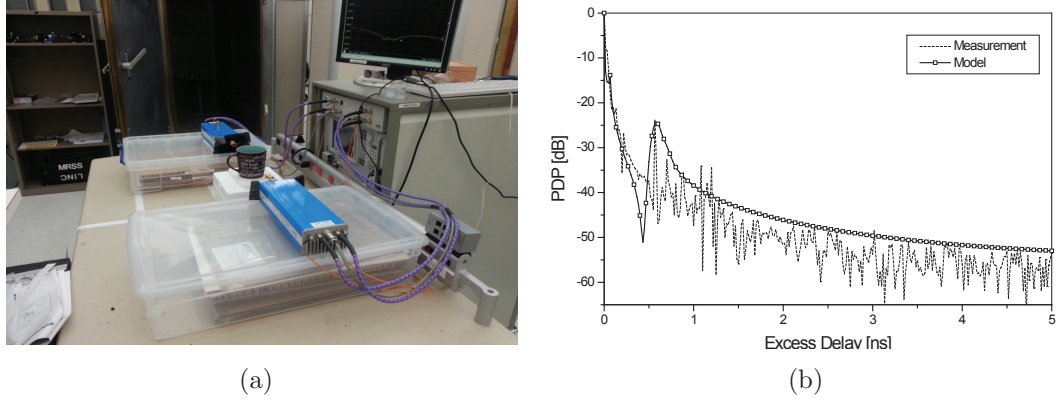 MRSS
LINC
(a)
0
-10
-20
-30
-40
-50
-60
PDP [dB]
Measurement
Model
0 1 2 3 4 5
Excess Delay [ns]
(b)